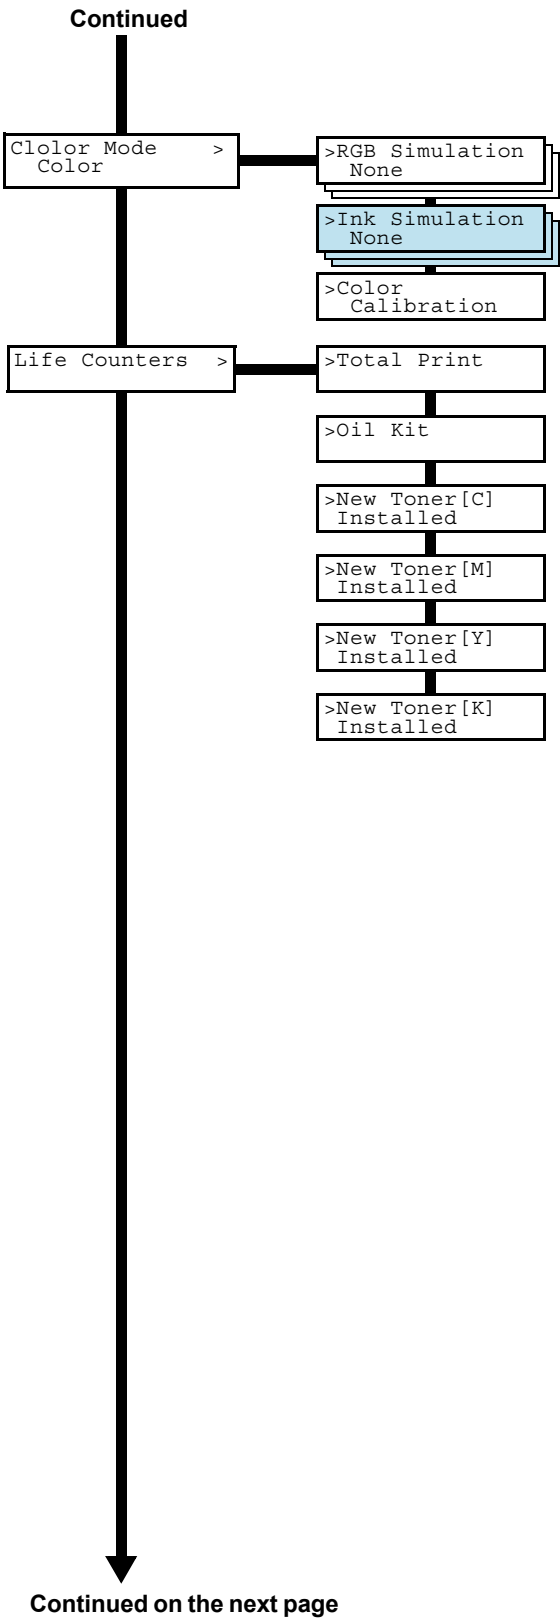 Continued
Clolor Mode >
Color
>RGB Simulation
None
>Ink Simulation
None
>Color
Calibration
Life Counters >
>Total Print
>Oil Kit
>New Toner[C]
Installed
>New Toner[M]
Installed
>New Toner[Y]
Installed
>New Toner[K]
Installed
Continued on the next page